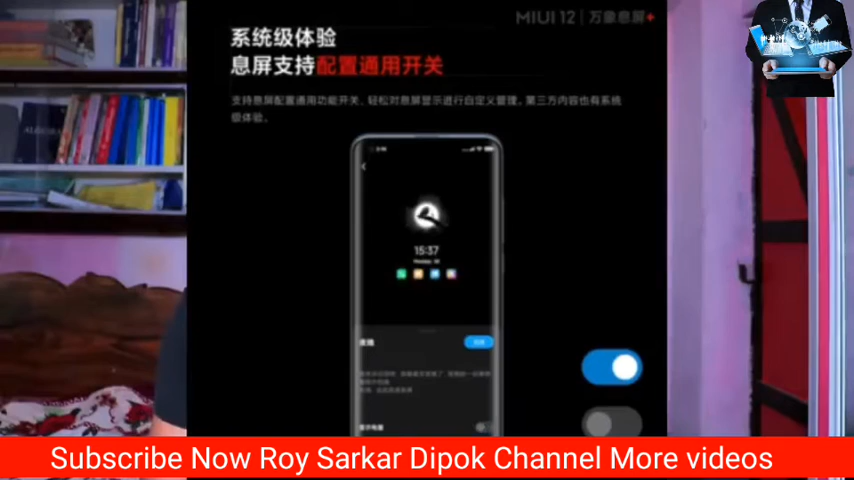 MIUI 12 | 万象息屏+
系统级体验
息屏支持配置通用开关
支持息屏配置通用功能开关，轻松对息屏显示进行自定义管理，第三方内容也有系统
级体验。
15:37
Subscribe Now Roy Sarkar Dipok Channel More videos